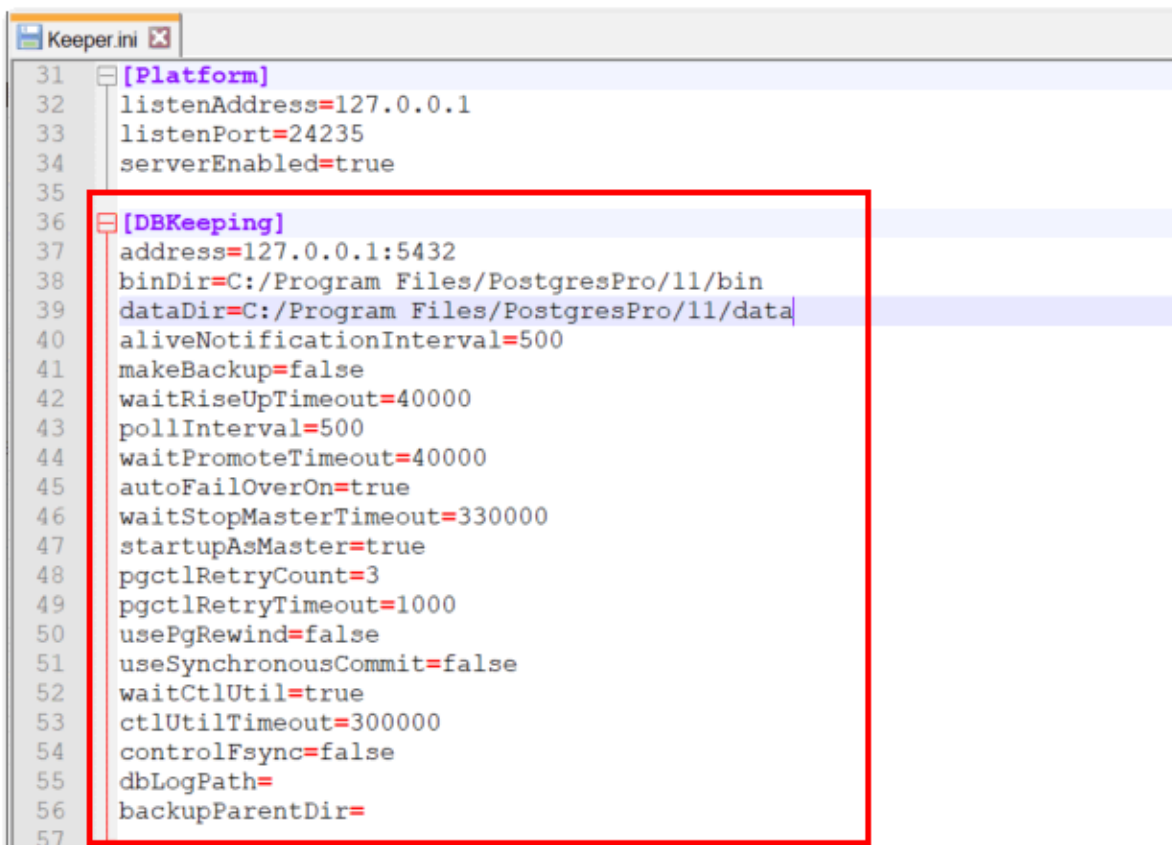 Keeper.ini
31 [Platform]
32 listenAddress=127.0.0.1
33 listenPort=24235
34 serverEnabled=true
35
36 [DBKeeping]
37 address=127.0.0.1:5432
38 binDir=C:/Program Files/PostgresPro/11/bin
39 dataDir=C:/Program Files/PostgresPro/11/data
40 aliveNotificationInterval=500
41 makeBackup=false
42 waitRiseUpTimeout=40000
43 pollInterval=500
44 waitPromoteTimeout=40000
45 autoFailOverOn=true
46 waitStopMasterTimeout=330000
47 startupAsMaster=true
48 pgctlRetryCount=3
49 pgctlRetryTimeout=1000
50 usePgRewind=false
51 useSynchronousCommit=false
52 waitCtlUtil=true
53 ctlUtilTimeout=300000
54 controlFsync=false
55 dbLogPath=
56 backupParentDir=
57